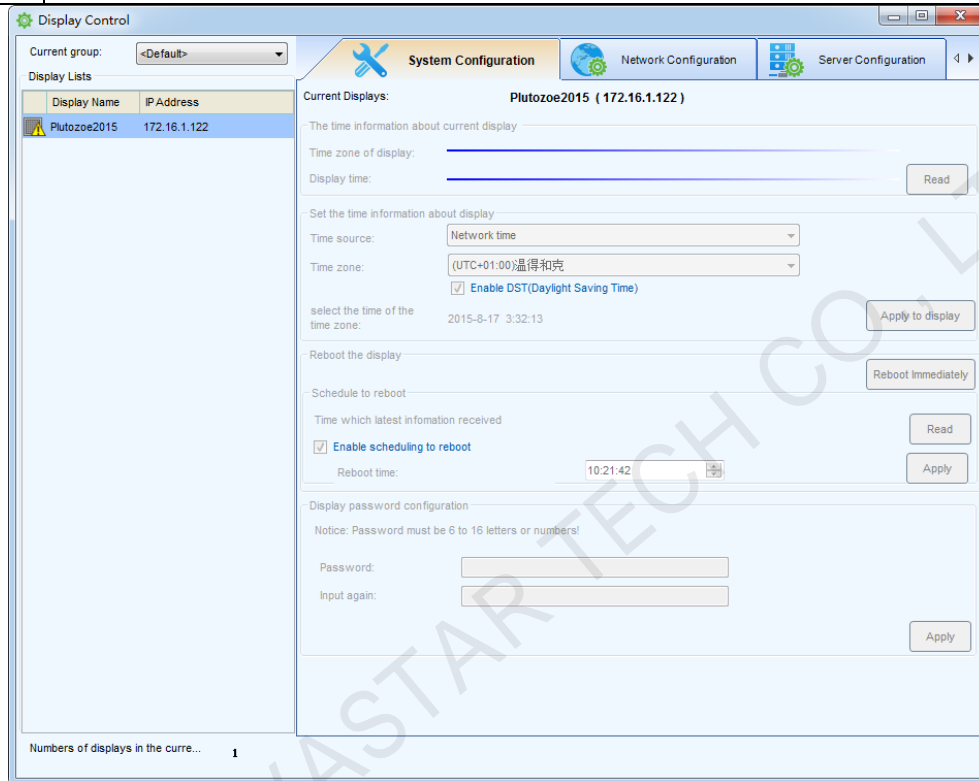 Display Control
Current group:
<Default>
Display Lists
Display Name IP Address
Plutozoe2015 172.16.1.122
Numbers of displays in the curre... 1
System Configuration
Network Configuration
Server Configuration
Current Displays: Plutozoe2015 ( 172.16.1.122 )
The time information about current display
Time zone of display:
Display time:
Read
Set the time information about display
Time source: Network time
Time zone: (UTC+01:00)温得和克
Enable DST(Daylight Saving Time)
select the time of the
time zone:
2015-8-17 3:32:13
Apply to display
Reboot the display
Reboot Immediately
Schedule to reboot
Time which latest infomation received
Read
Enable scheduling to reboot
Reboot time: 10:21:42
Apply
Display password configuration
Notice: Password must be 6 to 16 letters or numbers!
Password:
Input again:
Apply